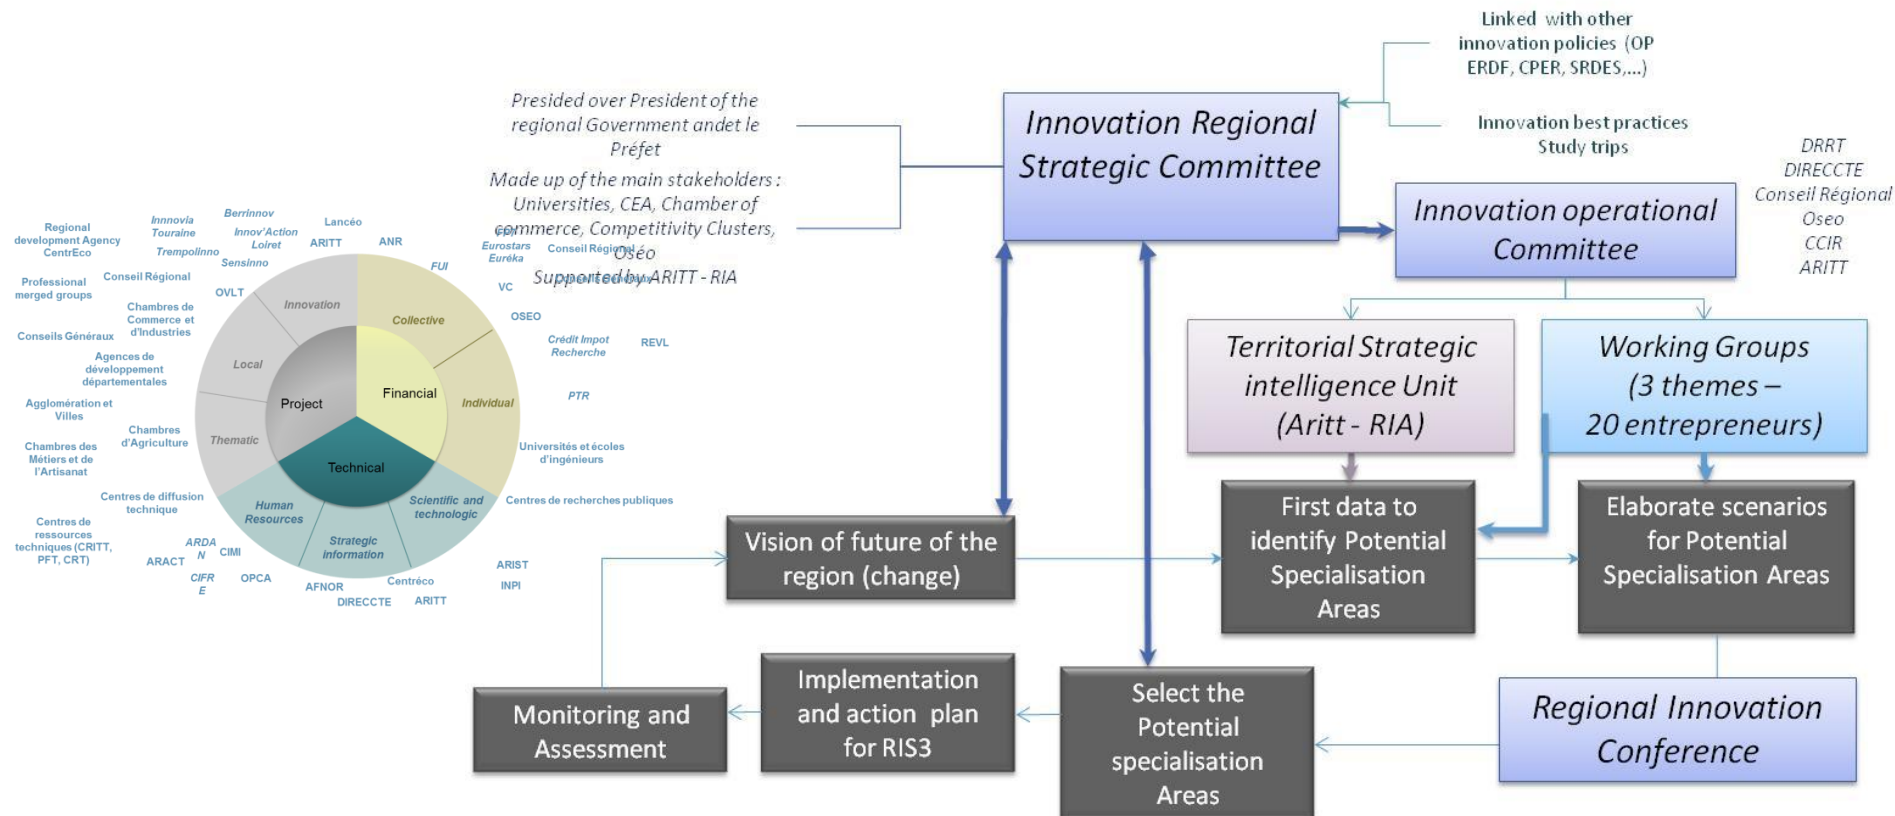 Linked with other
innovation policies (OP
ERDF, CPER, SRDES,...)
Innovation best practices
Study trips
Presided over President of the
regional Government andet le
Préfet
Made up of the main stakeholders :
Universities, CEA, Chamber of
commerce, Competitivity Clusters,
Oséo
Supported by ARITT - RIA
Innovation Regional
Strategic Committee
Innovation operational
Committee
DRRT
DIRECCTE
Conseil Régional
Oseo
CCIR
ARITT
Territorial Strategic
intelligence Unit
(Aritt - RIA)
Working Groups
(3 themes –
20 entrepreneurs)
Vision of future of the
region (change)
First data to
identify Potential
Specialisation
Areas
Elaborate scenarios
for Potential
Specialisation Areas
Regional Innovation
Conference
Select the
Potential
specialisation
Areas
Implementation
and action plan
for RIS3
Monitoring and
Assessment
Regional
development Agency
CentrEco
Innnovia
Touraine
Berrinnov
Innov'Action
Loiret
Lancéo
Trempolinno
Sensinno
ARITT
ANR
FUI
Eurostars
Euréka
Conseil Régional
VC
OSEO
Crédit Impot
Recherche
REVL
PTR
Professional
merged groups
Conseil Régional
OVLT
Chambres de
Commerce et
d'Industries
Conseils Généraux
Agences de
développement
départementales
Agglomération et
Villes
Chambres
d'Agriculture
Chambres des
Métiers et de
l'Artisanat
Centres de diffusion
technique
Centres de
ressources
techniques (CRITT,
PFT, CRT)
ARDA
N
ARACT
CIMI
CIFR
E
OPCA
AFNOR
DIRECCTE
Centréco
ARITT
ARIST
INPI
Universités et écoles
d'ingénieurs
Centres de recherches publiques
Innovation
Local
Thematic
Collective
Individual
Project
Financial
Technical
Human
Resources
Strategic
information
Scientific and
technologic